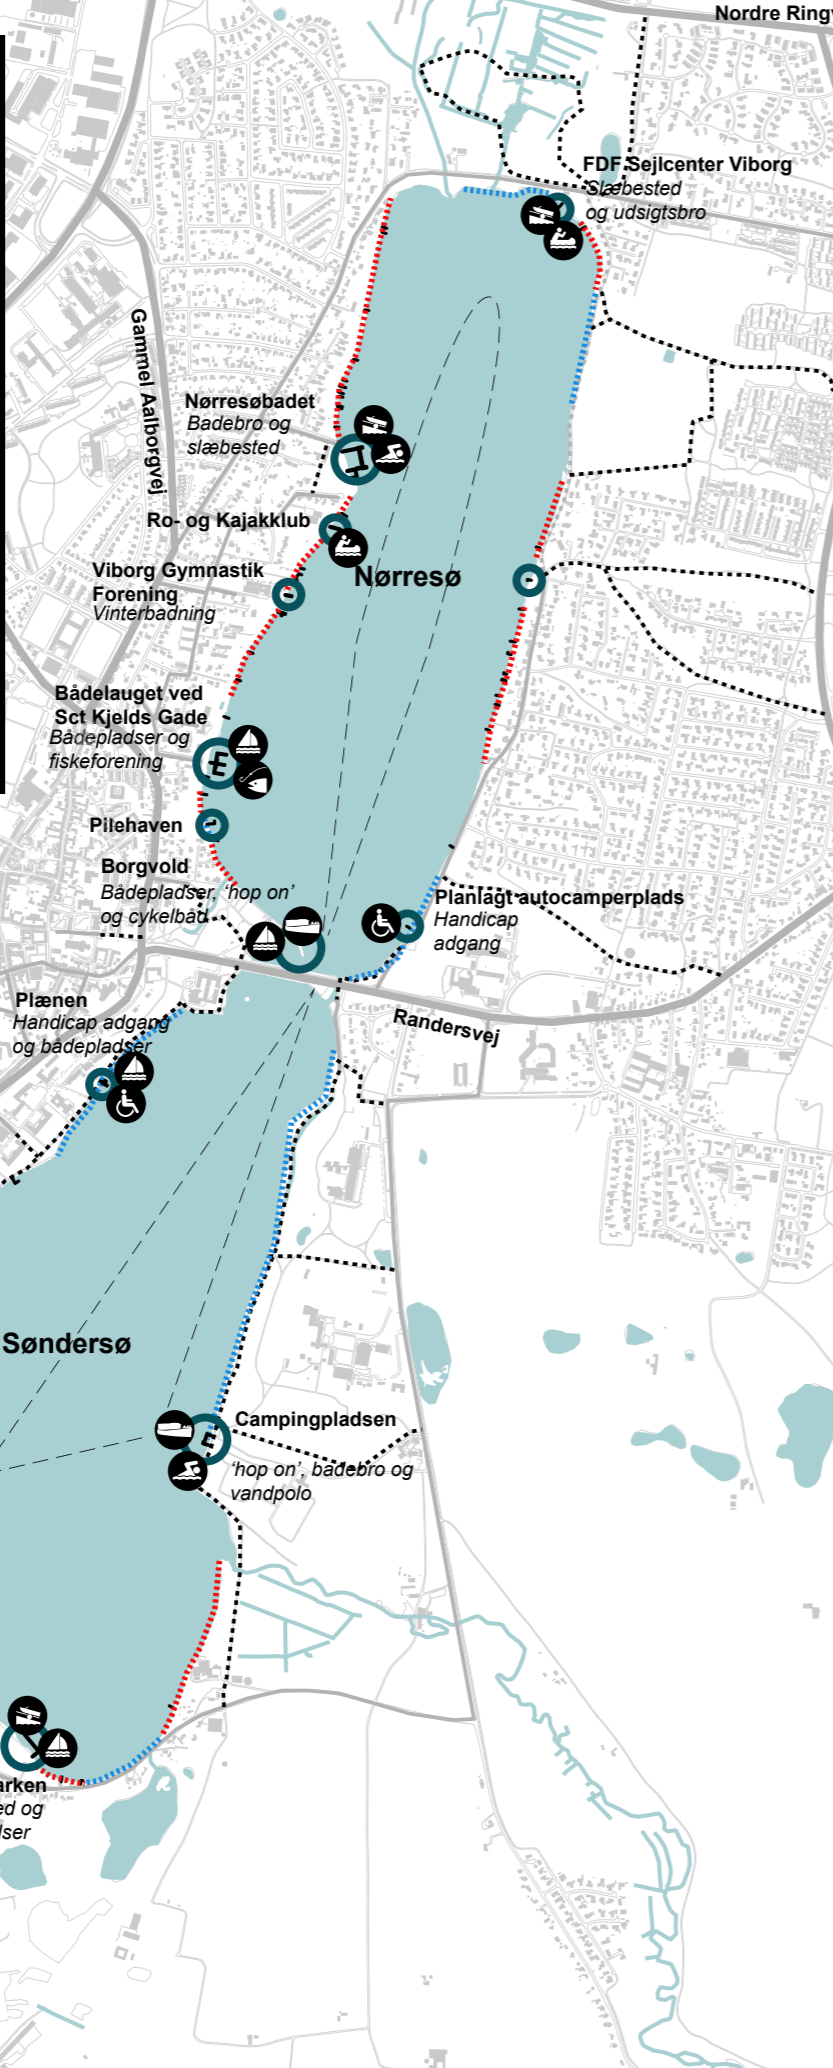 Nordre Ringv
FDF Sejlcenter Viborg
Slæbested
og udsigtsbro
Gammel Aalborgvej
Nørresøbadet
Badebro og
slæbested
Ro- og Kajakklub
Nørresø
Viborg Gymnastik
Forening
Vinterbadning
Bådelauget ved
Sct Kjelds Gade
Bådepladser og
fiskeforening
Pilehaven
Borgvold
Bådepladser, ‘hop on’
og cykelbåd
Planlagt autocamperplads
Handicap
adgang
Plænen
Handicap adgang
og bådepladser
Randersvej
Søndersø
Campingpladsen
‘hop on’, badebro og
vandpolo
arken
ed og
lser